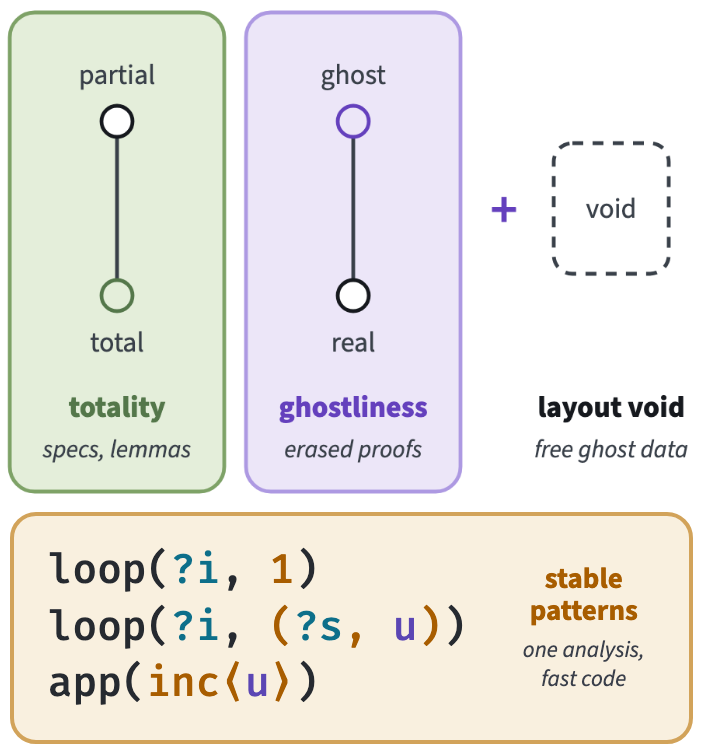 partial
total
totality
specs, lemmas
ghost
real
ghostliness
erased proofs
+
void
layout void
free ghost data
loop(?i, 1)
loop(?i, (?s, u))
app(inc⟨u⟩)
stable
patterns
one analysis,
fast code